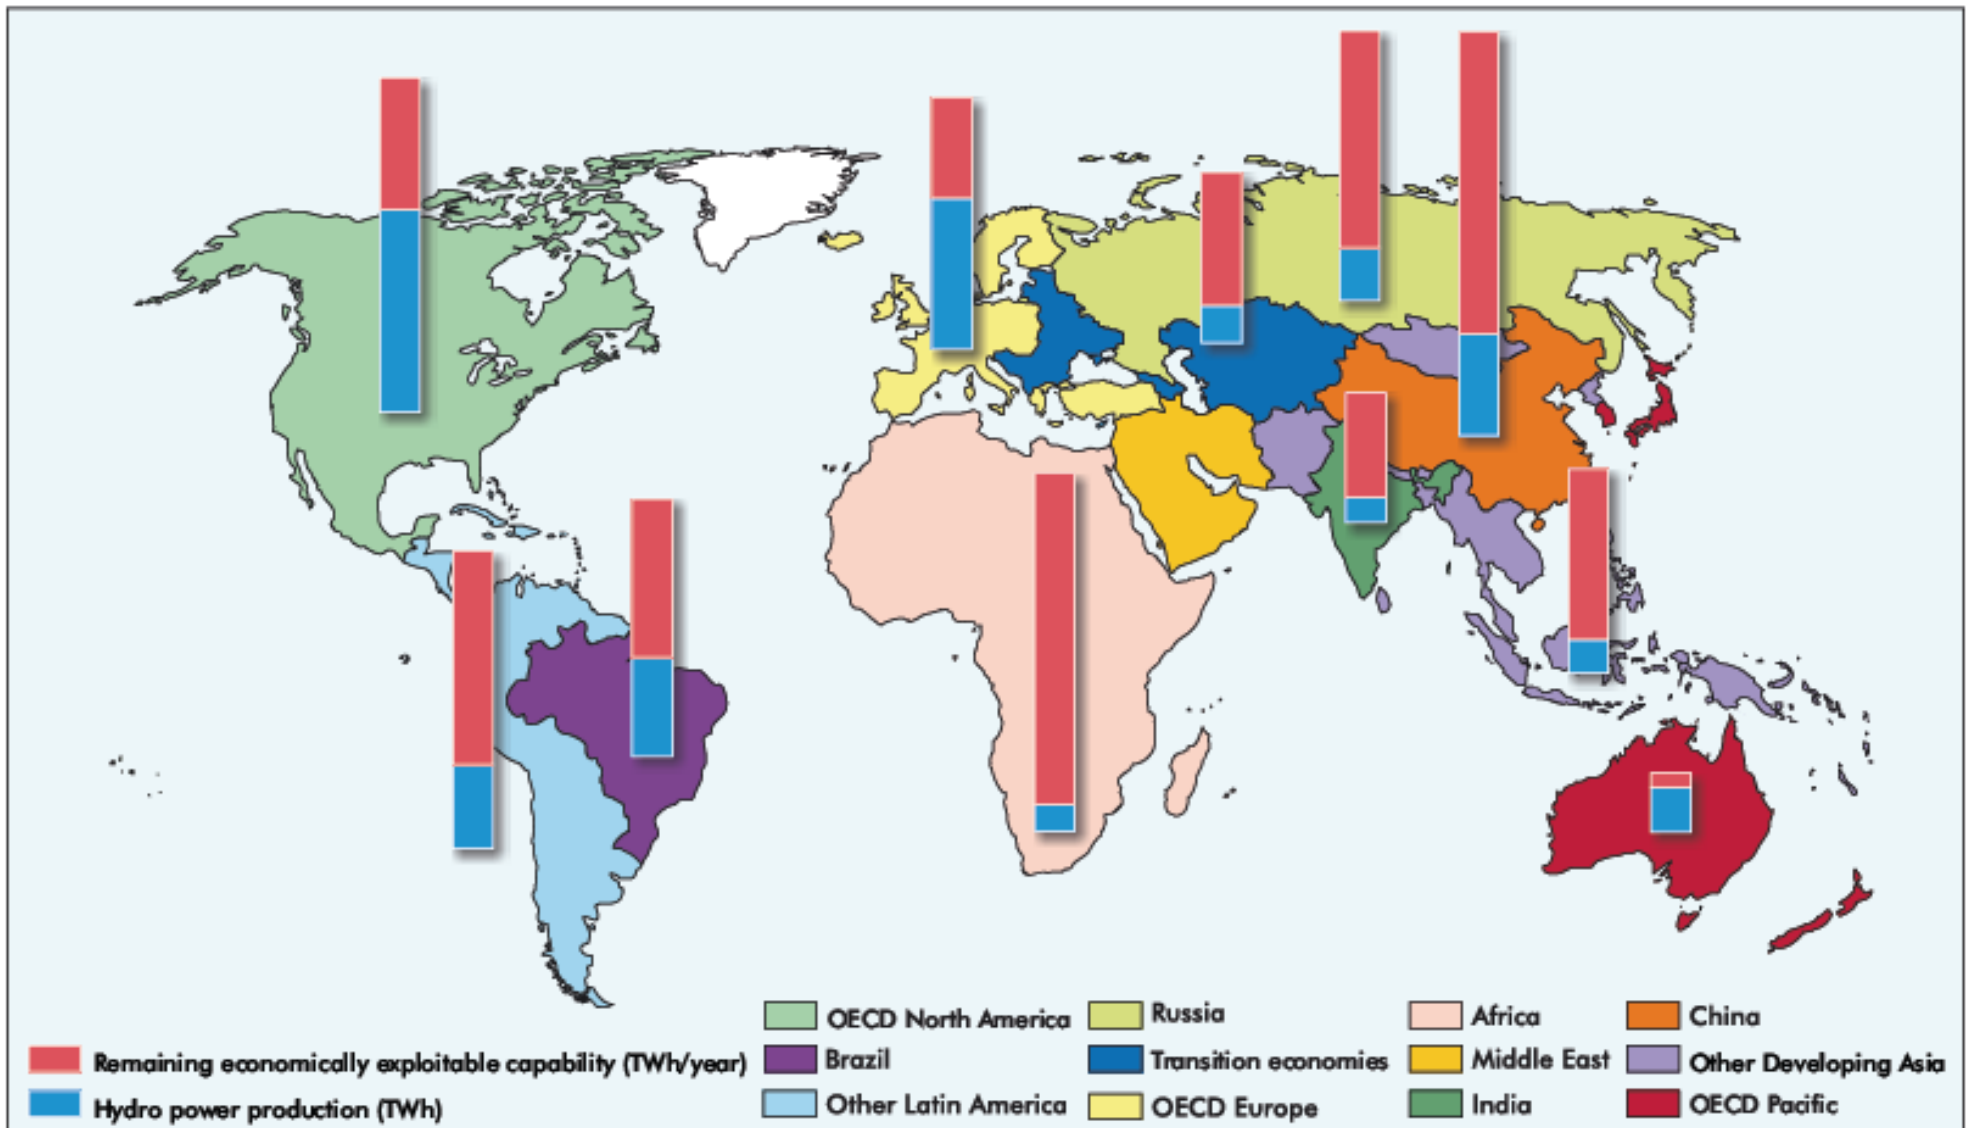 Remaining economically exploitable capability (TWh/year)
Hydro power production (TWh)
OECD North America
Brazil
Other Latin America
Russia
Transition economies
OECD Europe
Africa
Middle East
India
China
Other Developing Asia
OECD Pacific